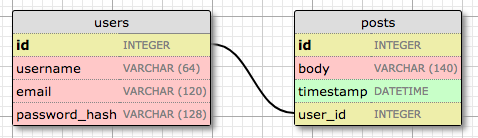 users
id INTEGER
username VARCHAR (64)
email VARCHAR (120)
password_hash VARCHAR (128)
posts
id INTEGER
body VARCHAR (140)
timestamp DATETIME
user_id INTEGER